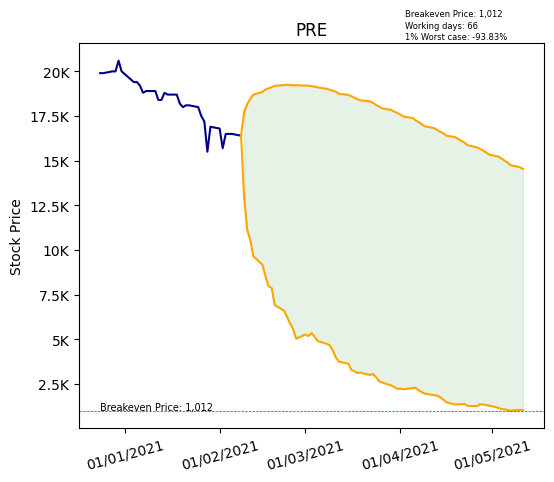 Breakeven Price: 1,012
Working days: 66
1% Worst case: -93.83%
PRE
Stock Price
20K
17.5K
15K
12.5K
10K
7.5K
5K
2.5K
Breakeven Price: 1,012
01/01/2021
01/02/2021
01/03/2021
01/04/2021
01/05/2021